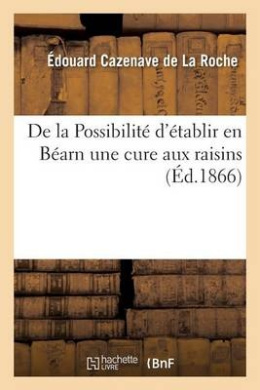 Édouard Cazenave de La Roche
De la Possibilité d'établir en
Béarn une cure aux raisins
(Éd.1866)
hachette
LIVRE
{BnF